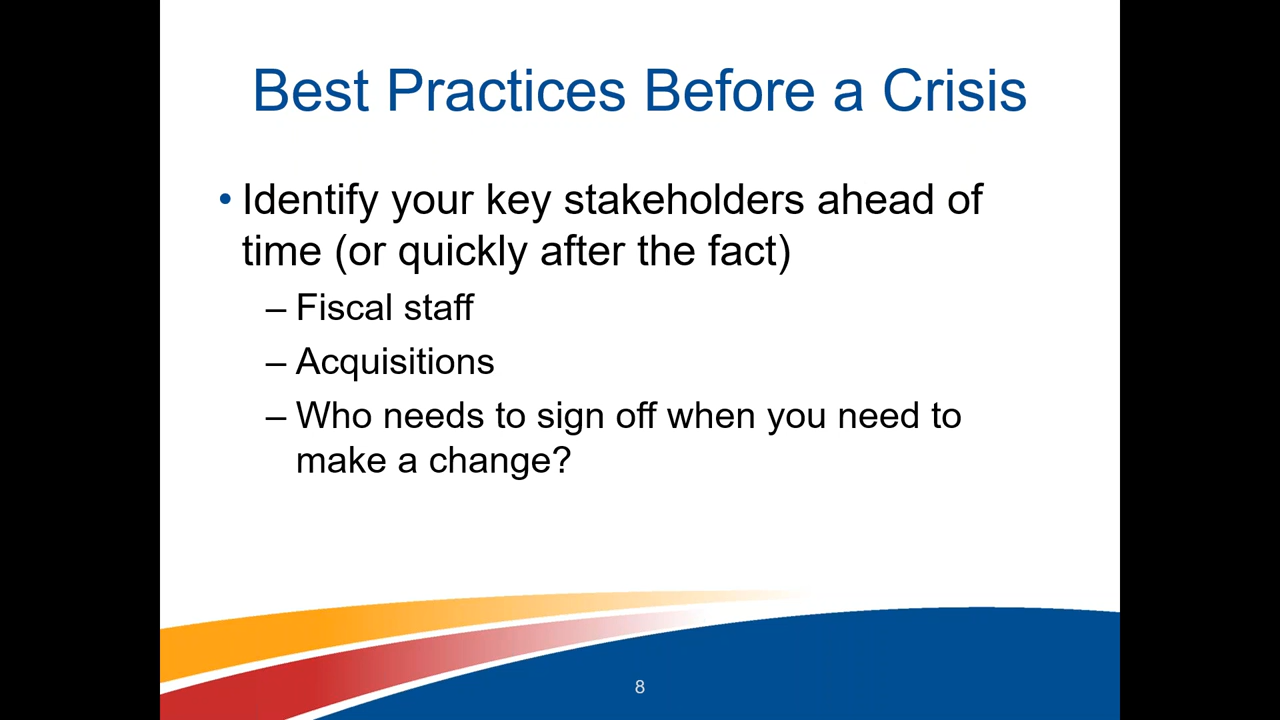 Best Practices Before a Crisis
• Identify your key stakeholders ahead of
time (or quickly after the fact)
– Fiscal staff
– Acquisitions
– Who needs to sign off when you need to
make a change?
8